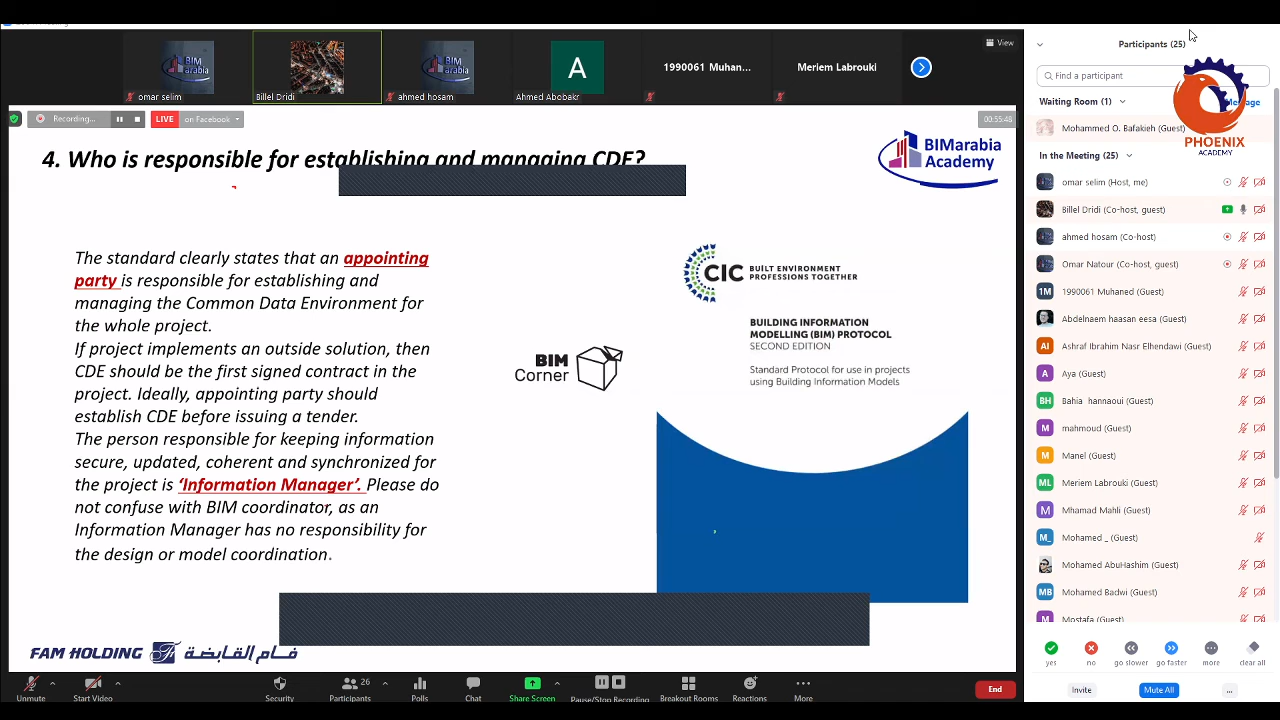 View
Participants (25)
Find a participant
Waiting Room (1)
Message
Mohammed O. Bafakieh (Guest)
PHOENIX
ACADEMY
In the Meeting (25)
omar selim (Host, me)
Billel Dridi (Co-host, guest)
ahmed hosam (Co-host)
Omar Natour (Co-host, guest)
1M 1990061 Muhaned (Guest)
Abdelnaem haasan eesa (Guest)
AI Ashraf Ibrahim Nasr Elhendawi (Guest)
A Aya (Guest)
BH Bahia hannaoui (Guest)
M mahmoud (Guest)
M Manel (Guest)
ML Meriem Labrouki (Guest)
M Mhamad Mahli (Guest)
M_ Mohamed _ (Guest)
Mohamed AbuHashim (Guest)
MB Mohamed Badwi (Guest)
M Mostafa (Guest)
yes no go slower go faster more clear all
Invite Mute All ...
BIM arabia
omar selim
Billel Dridi
BIM arabia
ahmed hosam
A
Ahmed Abobakr
1990061 Muhan...
Meriem Labrouki
Recording...
LIVE on Facebook
00:55:48
4. Who is responsible for establishing and managing CDE?
BIMarabia
Academy
The standard clearly states that an appointing
party is responsible for establishing and
managing the Common Data Environment for
the whole project.
If project implements an outside solution, then
CDE should be the first signed contract in the
project. Ideally, appointing party should
establish CDE before issuing a tender.
The person responsible for keeping information
secure, updated, coherent and synchronized for
the project is ‘Information Manager’. Please do
not confuse with BIM coordinator, as an
Information Manager has no responsibility for
the design or model coordination.
BIM
Corner
CIC BUILT ENVIRONMENT
PROFESSIONS TOGETHER
BUILDING INFORMATION
MODELLING (BIM) PROTOCOL
SECOND EDITION
Standard Protocol for use in projects
using Building Information Models
FAM HOLDING فام القابضة
Unmute
Start Video
Security
Participants 26
Polls
Chat
Share Screen
Pause/Stop Recording
Breakout Rooms
Reactions
More
End